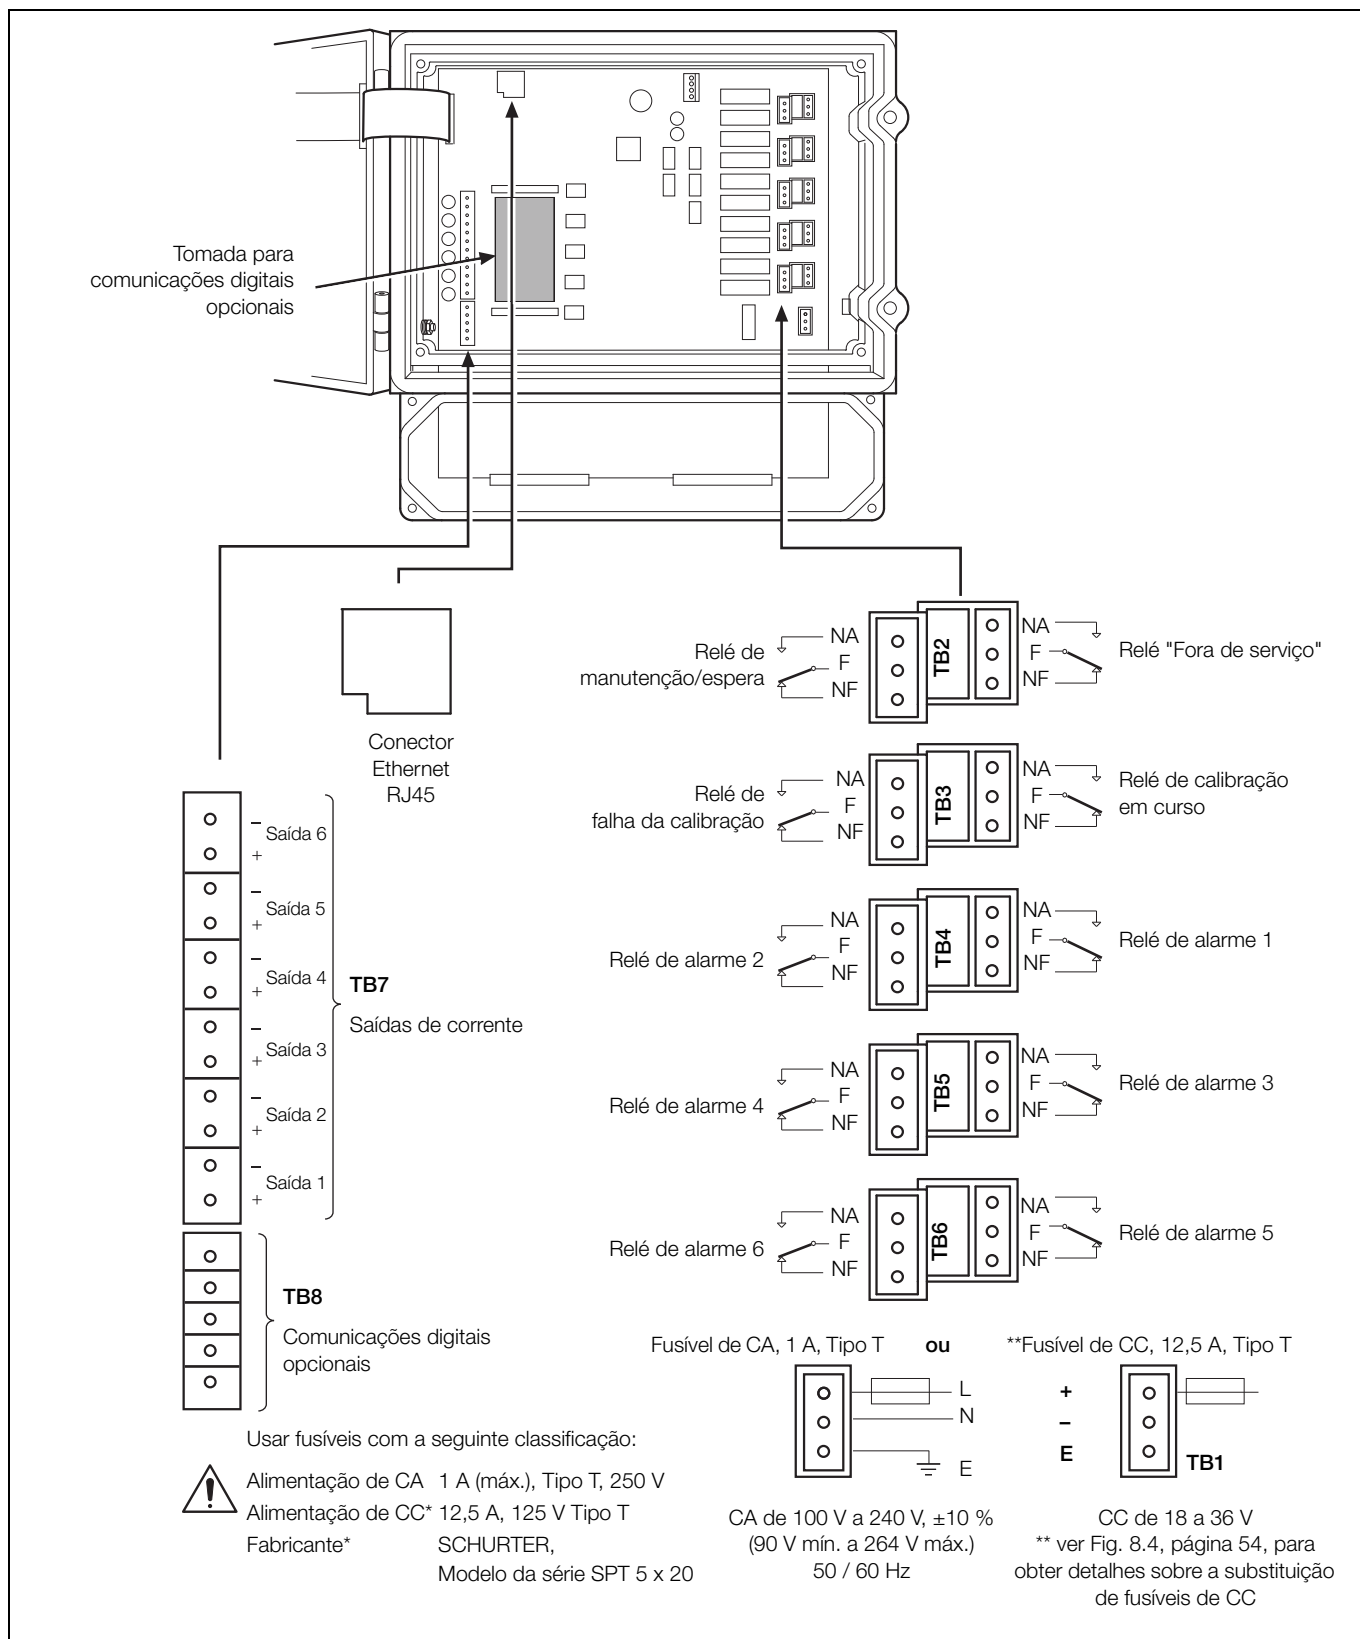 Tomada para
comunicações digitais
opcionais
Conector
Ethernet
RJ45
Relé de
manutenção/espera
NA
F
NF
TB2
NA
F
NF
Relé "Fora de serviço"
Relé de
falha da calibração
NA
F
NF
TB3
NA
F
NF
Relé de calibração
em curso
Relé de alarme 2
NA
F
NF
TB4
NA
F
NF
Relé de alarme 1
Relé de alarme 4
NA
F
NF
TB5
NA
F
NF
Relé de alarme 3
Relé de alarme 6
NA
F
NF
TB6
NA
F
NF
Relé de alarme 5
–
Saída 6
+
–
Saída 5
+
–
Saída 4
+
–
Saída 3
+
–
Saída 2
+
–
Saída 1
+
TB7
Saídas de corrente
TB8
Comunicações digitais
opcionais
Usar fusíveis com a seguinte classificação:
Alimentação de CA 1 A (máx.), Tipo T, 250 V
Alimentação de CC* 12,5 A, 125 V Tipo T
Fabricante* SCHURTER,
Modelo da série SPT 5 x 20
Fusível de CA, 1 A, Tipo T ou **Fusível de CC, 12,5 A, Tipo T
L
N
E
+
–
E
TB1
CA de 100 V a 240 V, ±10 %
(90 V mín. a 264 V máx.)
50 / 60 Hz
CC de 18 a 36 V
** ver Fig. 8.4, página 54, para
obter detalhes sobre a substituição
de fusíveis de CC